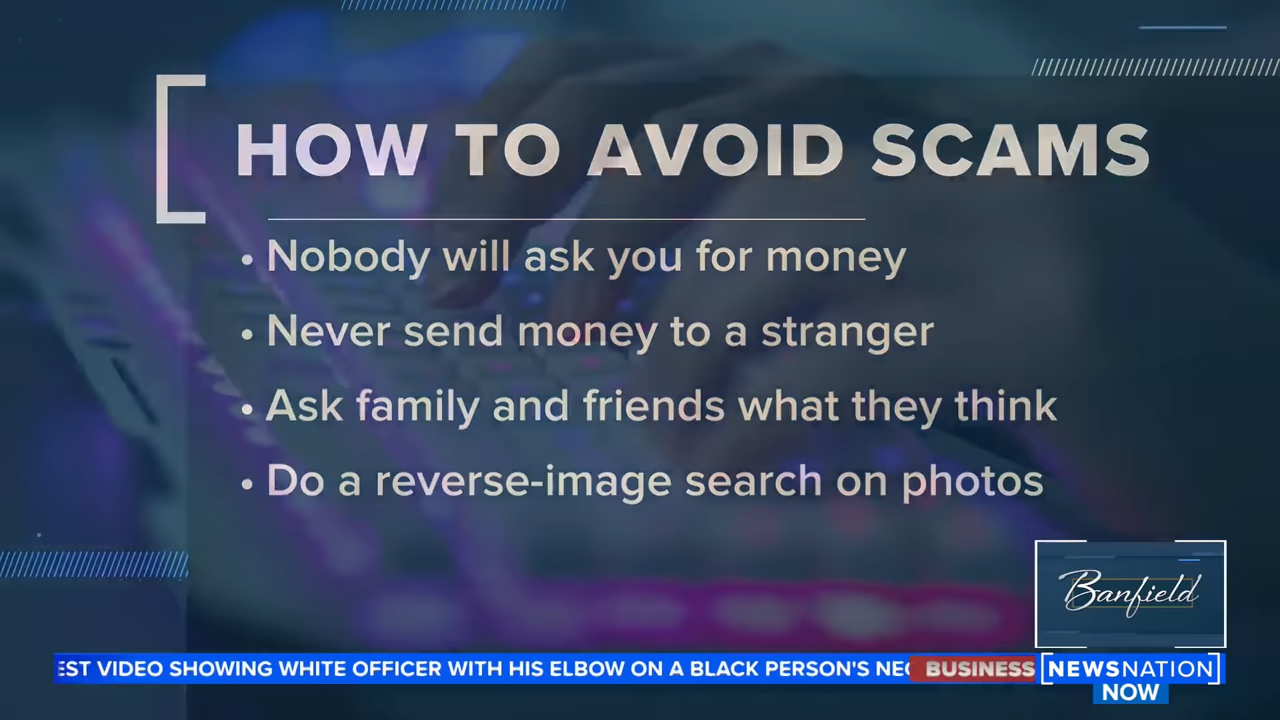 HOW TO AVOID SCAMS
• Nobody will ask you for money
• Never send money to a stranger
• Ask family and friends what they think
• Do a reverse-image search on photos
Banfield
EST VIDEO SHOWING WHITE OFFICER WITH HIS ELBOW ON A BLACK PERSON'S NEC BUSINESS NEWSNATION
NOW